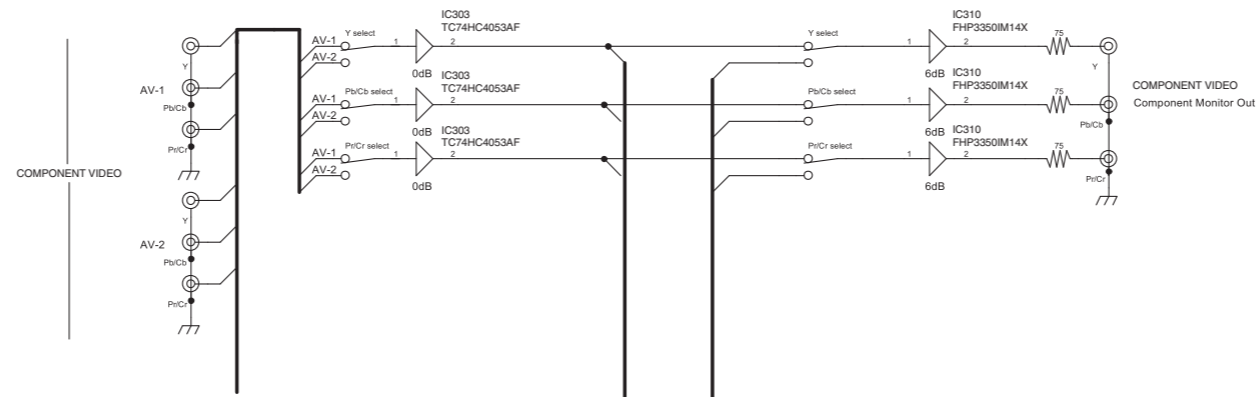 COMPONENT VIDEO
AV-1
Y
Pb/Cb
Pr/Cr
AV-2
Y
Pb/Cb
Pr/Cr
AV-1
AV-2
Y select
1
2
IC303
TC74HC4053AF
0dB
AV-1
AV-2
Pb/Cb select
1
2
IC303
TC74HC4053AF
0dB
AV-1
AV-2
Pr/Cr select
1
2
IC303
TC74HC4053AF
0dB
Y select
1
2
IC310
FHP3350IM14X
6dB
75
Pb/Cb select
1
2
IC310
FHP3350IM14X
6dB
75
Pr/Cr select
1
2
IC310
FHP3350IM14X
6dB
75
Y
Pb/Cb
Pr/Cr
COMPONENT VIDEO
Component Monitor Out